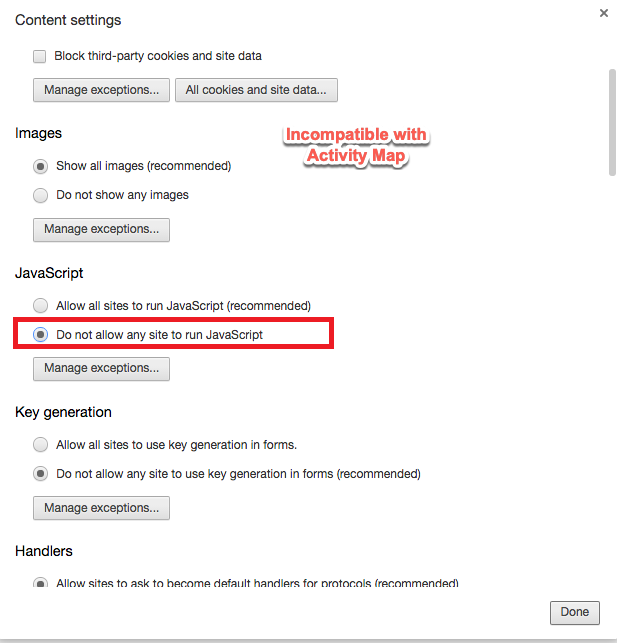 Content settings
Block third-party cookies and site data
Manage exceptions... All cookies and site data...
Images
Incompatible with
Activity Map
Show all images (recommended)
Do not show any images
Manage exceptions...
JavaScript
Allow all sites to run JavaScript (recommended)
Do not allow any site to run JavaScript
Manage exceptions...
Key generation
Allow all sites to use key generation in forms.
Do not allow any site to use key generation in forms (recommended)
Manage exceptions...
Handlers
Allow sites to ask to become default handlers for protocols (recommended)
Done